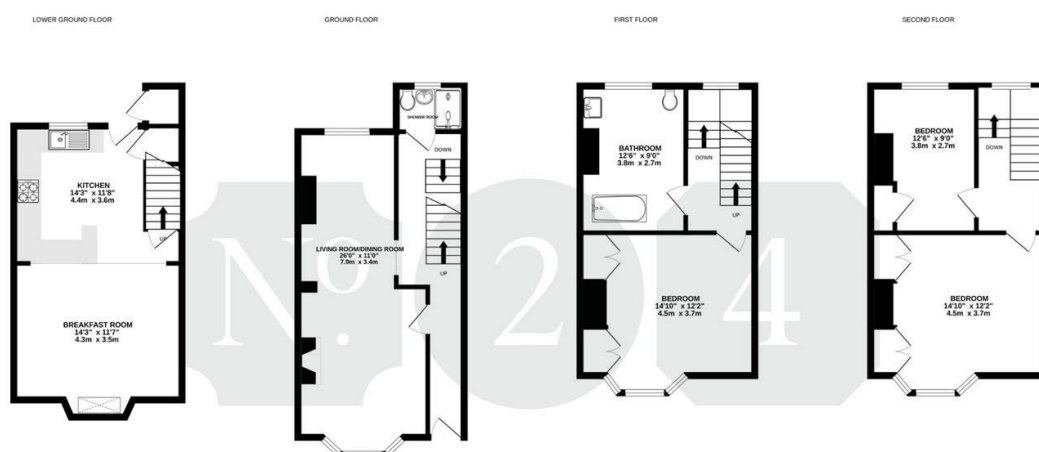 LOWER GROUND FLOOR
KITCHEN
14'3" x 11'8"
4.4m x 3.6m
UP
BREAKFAST ROOM
14'3" x 11'7"
4.3m x 3.5m
GROUND FLOOR
SHOWER ROOM
DOWN
LIVING ROOM/DINING ROOM
26'0" x 11'0"
7.9m x 3.4m
UP
FIRST FLOOR
BATHROOM
12'6" x 9'0"
3.8m x 2.7m
DOWN
UP
BEDROOM
14'10" x 12'2"
4.5m x 3.7m
SECOND FLOOR
BEDROOM
12'6" x 9'0"
3.8m x 2.7m
DOWN
BEDROOM
14'10" x 12'2"
4.5m x 3.7m
No. 2 4